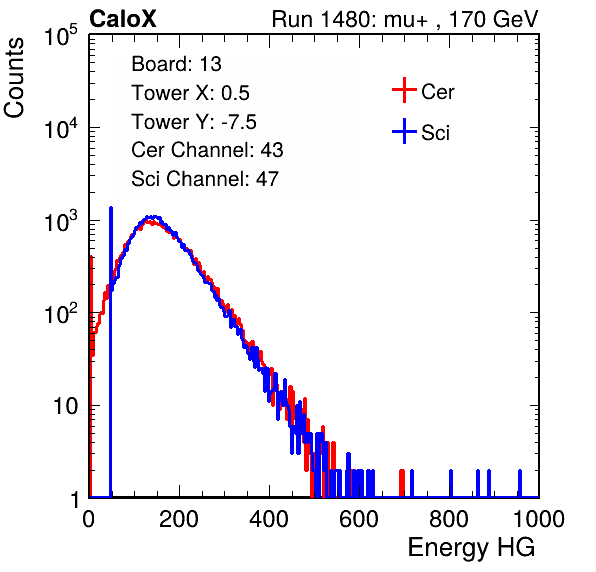 CaloX Run 1480: mu+ , 170 GeV
Counts
Board: 13
Tower X: 0.5
Tower Y: -7.5
Cer Channel: 43
Sci Channel: 47
Cer
Sci
10^5
10^4
10^3
10^2
10
1
0 200 400 600 800 1000
Energy HG